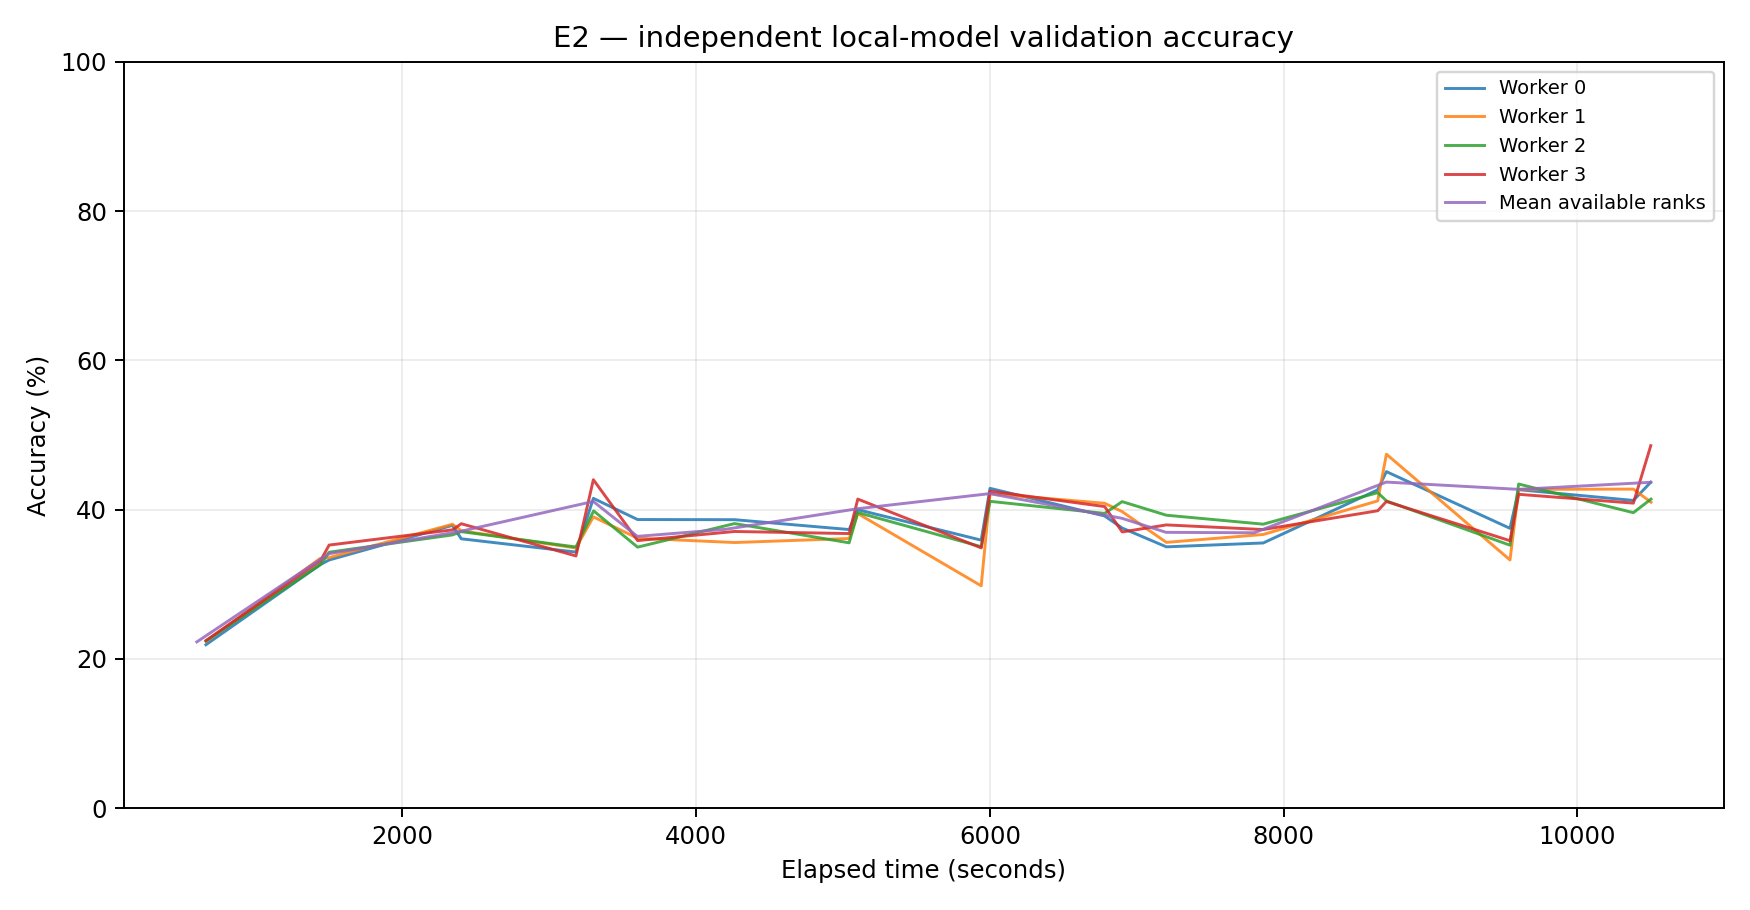 E2 — independent local-model validation accuracy
100
80
60
40
20
0
Accuracy (%)
Worker 0
Worker 1
Worker 2
Worker 3
Mean available ranks
2000
4000
6000
8000
10000
Elapsed time (seconds)